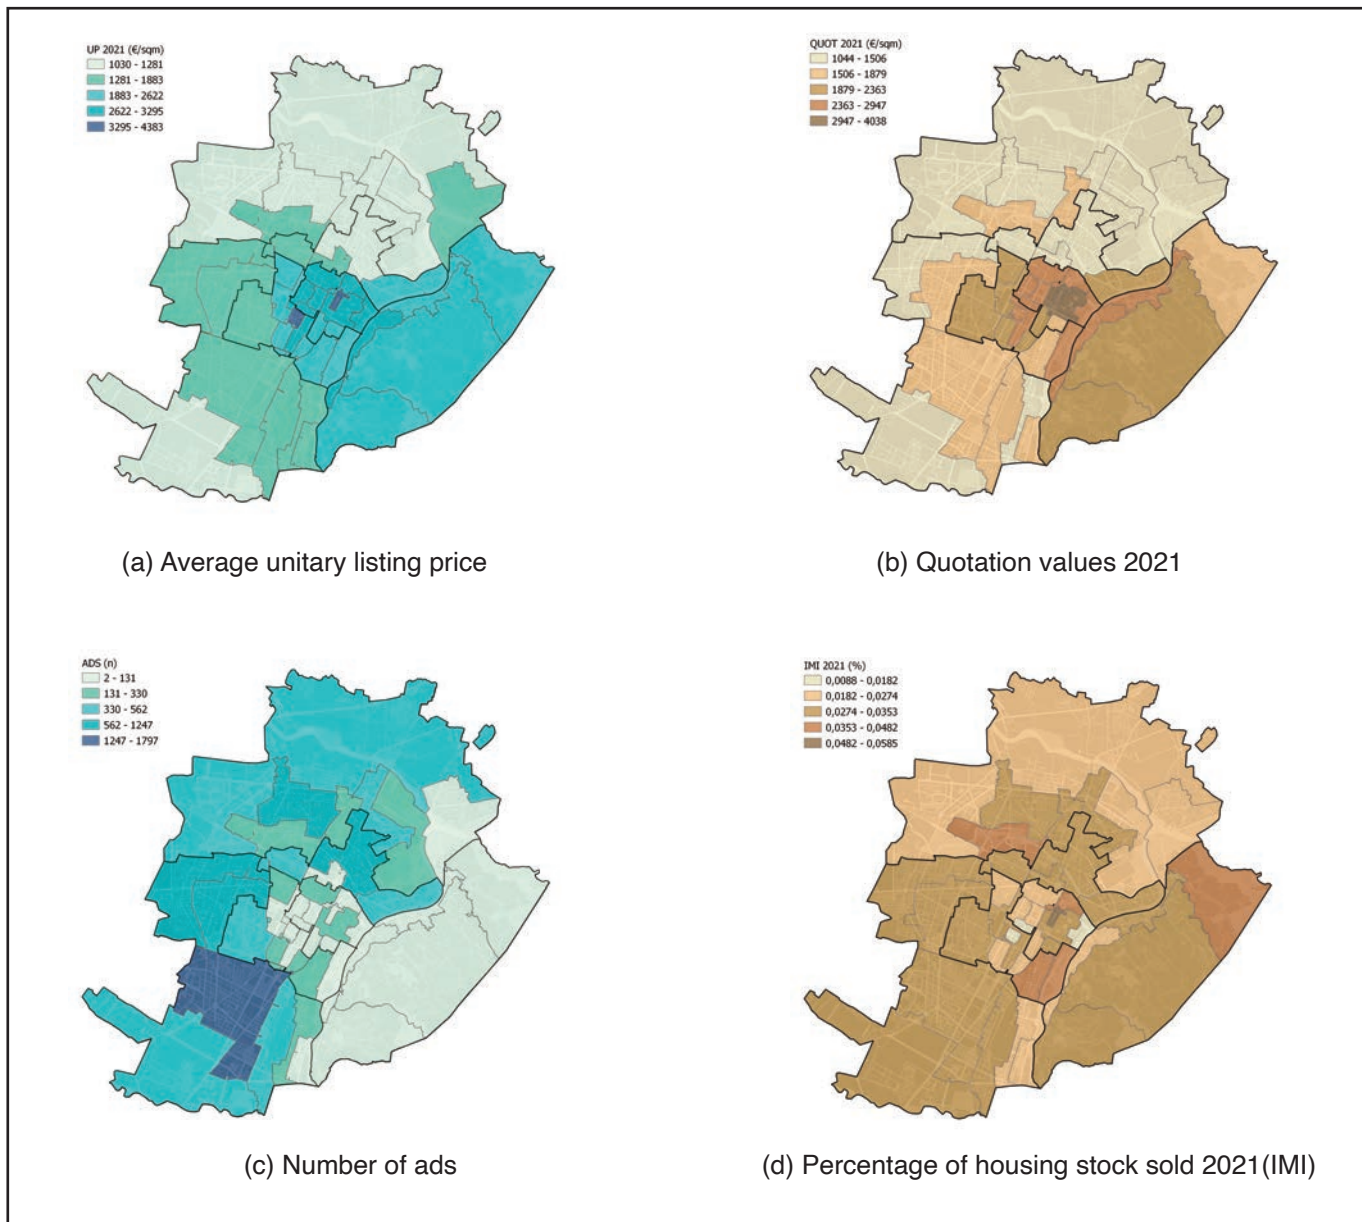 UP 2021 (€/sqm)
1030 - 1281
1281 - 1883
1883 - 2622
2622 - 3295
3295 - 4383
QUOT 2021 (€/sqm)
1044 - 1506
1506 - 1879
1879 - 2363
2363 - 2947
2947 - 4038
(a) Average unitary listing price
(b) Quotation values 2021
ADS (n)
2 - 131
131 - 330
330 - 562
562 - 1247
1247 - 1797
IMI 2021 (%)
0,0088 - 0,0182
0,0182 - 0,0274
0,0274 - 0,0353
0,0353 - 0,0482
0,0482 - 0,0585
(c) Number of ads
(d) Percentage of housing stock sold 2021(IMI)